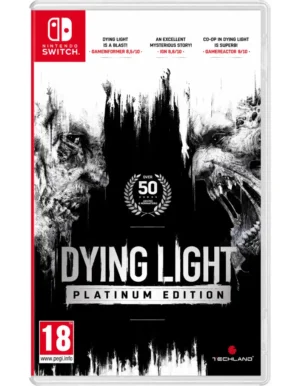 NINTENDO
SWITCH
DYING LIGHT
IS A BLAST!
- GAMEINFORMER 8,5/10 -
AN EXCELLENT
MYSTERIOUS STORY!
- IGN 8,8/10 -
CO-OP IN DYING LIGHT
IS SUPERB!
- GAMEREACTOR 9/10 -
OVER
50
DYING LIGHT
PLATINUM EDITION
18
www.pegi.info
TECHLAND